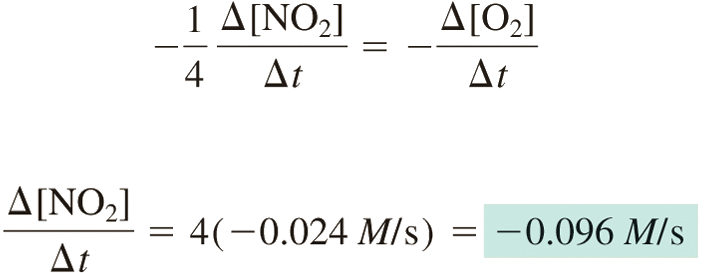 −1/4 Δ[NO₂]/Δt = −Δ[O₂]/Δt
Δ[NO₂]/Δt = 4(−0.024 M/s) = −0.096 M/s